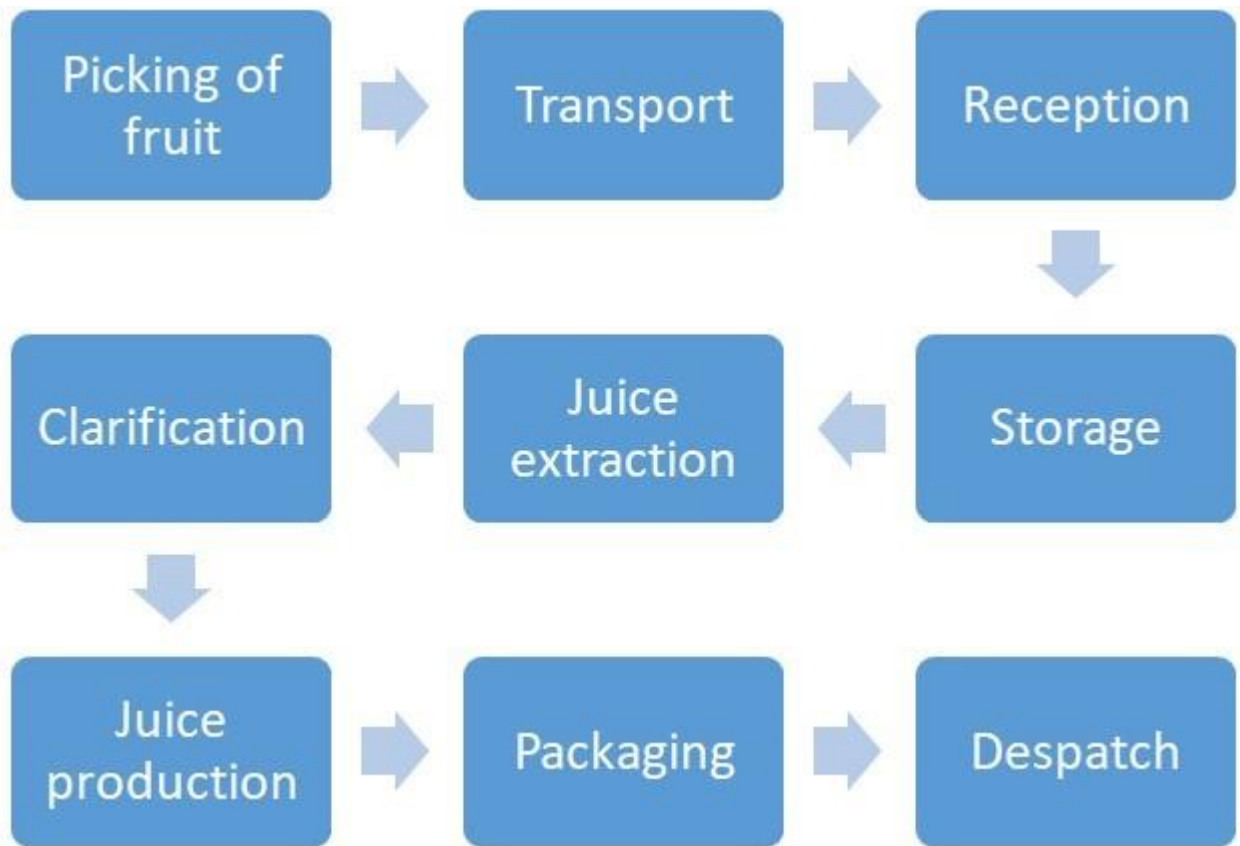 Picking of
fruit
Transport
Reception
Storage
Juice
extraction
Clarification
Juice
production
Packaging
Despatch